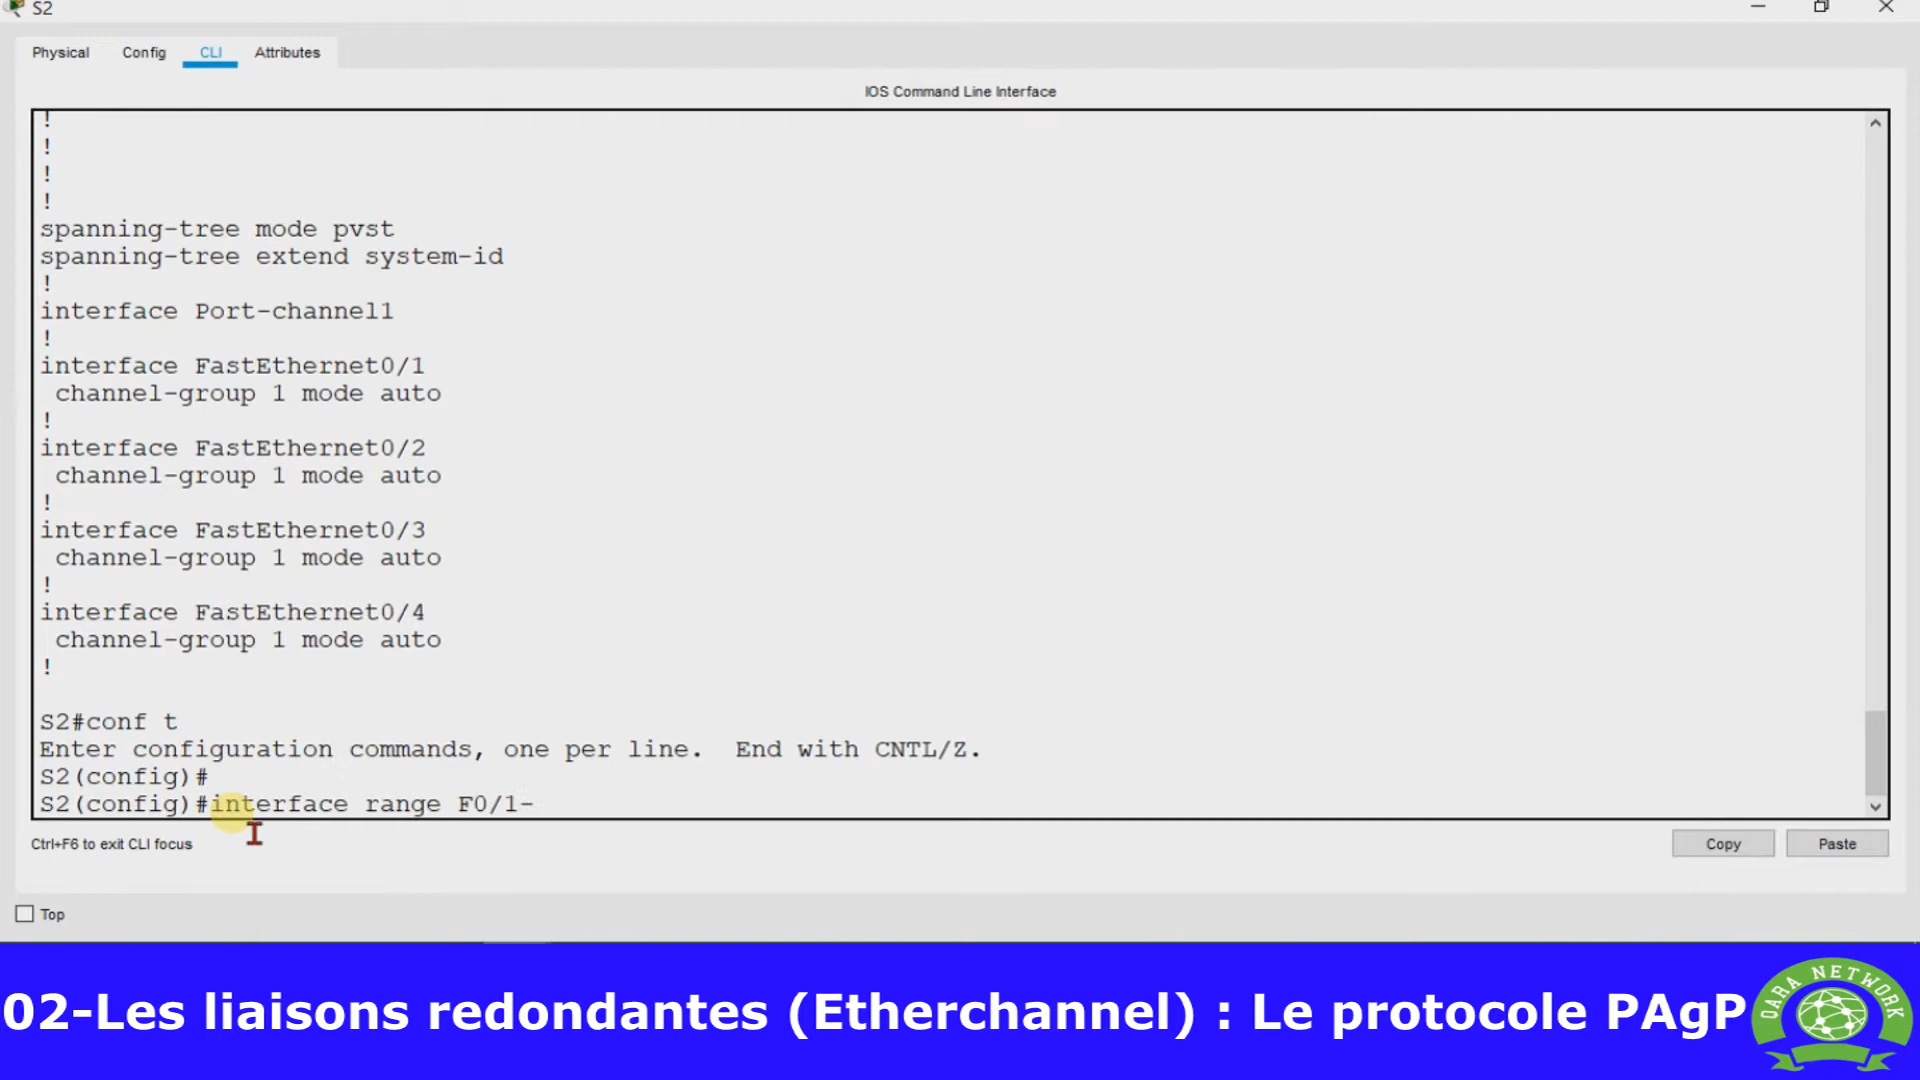 S2
Physical Config CLI Attributes
IOS Command Line Interface
!
!
!
!
spanning-tree mode pvst
spanning-tree extend system-id
!
interface Port-channel1
!
interface FastEthernet0/1
 channel-group 1 mode auto
!
interface FastEthernet0/2
 channel-group 1 mode auto
!
interface FastEthernet0/3
 channel-group 1 mode auto
!
interface FastEthernet0/4
 channel-group 1 mode auto
!
S2#conf t
Enter configuration commands, one per line.  End with CNTL/Z.
S2(config)#
S2(config)#interface range F0/1-
Ctrl+F6 to exit CLI focus
Copy Paste
Top
02-Les liaisons redondantes (Etherchannel) : Le protocole PAgP
OARA NETWORK